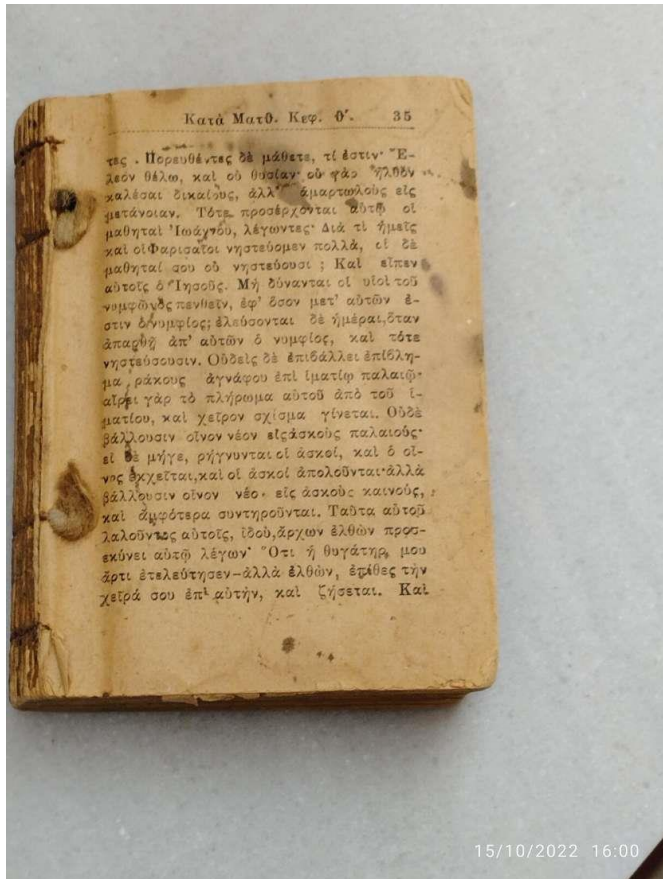 Κατὰ Ματθ. Κεφ. θʹ. 35
τες . Πορευθέντες δὲ μάθετε, τί ἐστιν· Ἔ-
λεον θέλω, καὶ οὐ θυσίαν· οὐ γὰρ ἦλθον
καλέσαι δικαίους, ἀλλ' ἁμαρτωλοὺς εἰς
μετάνοιαν. Τότε προσέρχονται αὐτῷ οἱ
μαθηταὶ Ἰωάννου, λέγοντες· Διὰ τί ἡμεῖς
καὶ οἱ Φαρισαῖοι νηστεύομεν πολλά, οἱ δὲ
μαθηταί σου οὐ νηστεύουσι ; Καὶ εἶπεν
αὐτοῖς ὁ Ἰησοῦς. Μὴ δύνανται οἱ υἱοὶ τοῦ
νυμφῶνος πενθεῖν, ἐφ' ὅσον μετ' αὐτῶν ἐ-
στιν ὁ νυμφίος; ἐλεύσονται δὲ ἡμέραι, ὅταν
ἀπαρθῇ ἀπ' αὐτῶν ὁ νυμφίος, καὶ τότε
νηστεύσουσιν. Οὐδεὶς δὲ ἐπιβάλλει ἐπίβλη-
μα ῥάκους ἀγνάφου ἐπὶ ἱματίῳ παλαιῷ·
αἴρει γὰρ τὸ πλήρωμα αὐτοῦ ἀπὸ τοῦ ἱ-
ματίου, καὶ χεῖρον σχίσμα γίνεται. Οὐδὲ
βάλλουσιν οἶνον νέον εἰς ἀσκοὺς παλαιούς·
εἰ δὲ μήγε, ῥήγνυνται οἱ ἀσκοί, καὶ ὁ οἶ-
νος ἐκχεῖται, καὶ οἱ ἀσκοὶ ἀπολοῦνται· ἀλλὰ
βάλλουσιν οἶνον νέο· εἰς ἀσκοὺς καινούς,
καὶ ἀμφότερα συντηροῦνται. Ταῦτα αὐτοῦ
λαλοῦντος αὐτοῖς, ἰδού, ἄρχων ἐλθὼν προσ-
εκύνει αὐτῷ λέγων· Ὅτι ἡ θυγάτηρ μου
ἄρτι ἐτελεύτησεν–ἀλλὰ ἐλθών, ἐπίθες τὴν
χεῖρά σου ἐπὶ αὐτήν, καὶ ζήσεται. Καὶ
15/10/2022 16:00